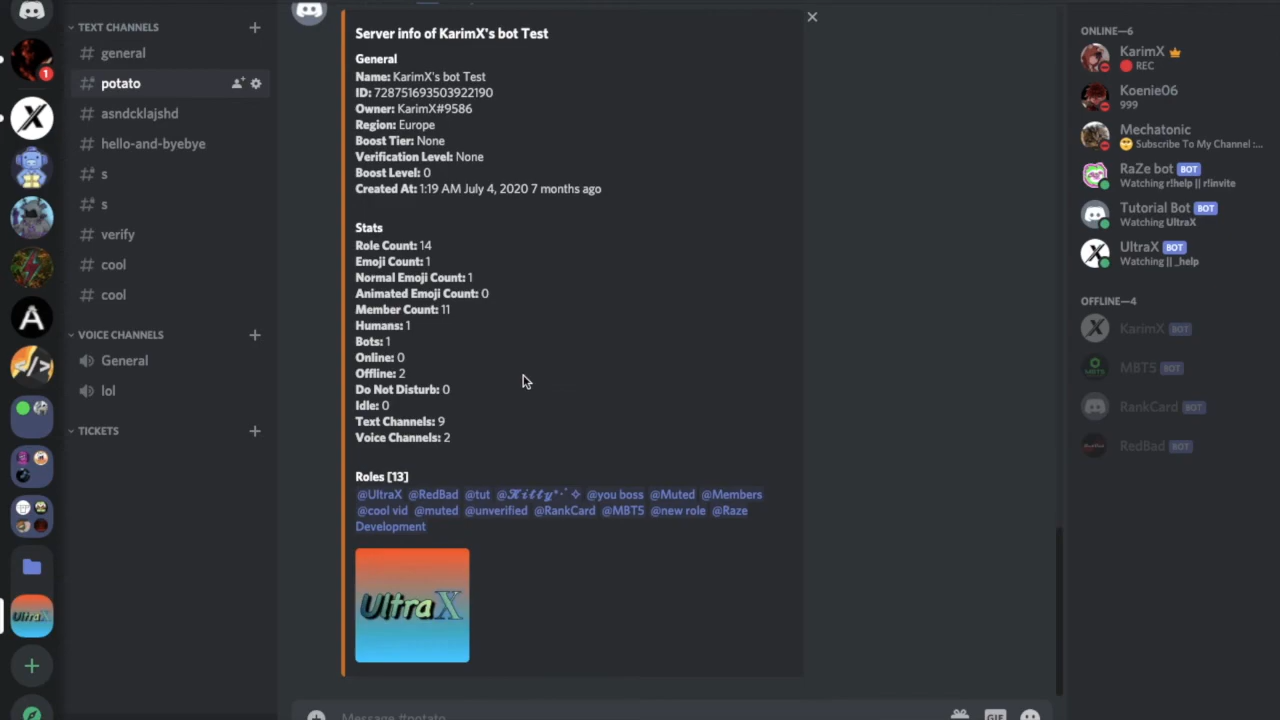 TEXT CHANNELS
general
potato
asndcklajshd
hello-and-byebye
s
s
verify
cool
cool
VOICE CHANNELS
General
lol
TICKETS
1
UltraX
Server info of KarimX's bot Test
General
Name: KarimX's bot Test
ID: 728751693503922190
Owner: KarimX#9586
Region: Europe
Boost Tier: None
Verification Level: None
Boost Level: 0
Created At: 1:19 AM July 4, 2020 7 months ago
Stats
Role Count: 14
Emoji Count: 1
Normal Emoji Count: 1
Animated Emoji Count: 0
Member Count: 11
Humans: 1
Bots: 1
Online: 0
Offline: 2
Do Not Disturb: 0
Idle: 0
Text Channels: 9
Voice Channels: 2
Roles [13]
@UltraX @RedBad @tut @𝓚𝓲𝓽𝓽𝔂⋆·˚ ✧ @you boss @Muted @Members
@cool vid @muted @unverified @RankCard @MBTS @new role @Raze
Development
UltraX
Message #potato
GIF
ONLINE—6
KarimX
REC
Koenie06
999
Mechatonic
Subscribe To My Channel :...
RaZe bot BOT
Watching r!help || r!invite
Tutorial Bot BOT
Watching UltraX
UltraX BOT
Watching || _help
OFFLINE—4
KarimX BOT
MBTS BOT
RankCard BOT
RedBad BOT